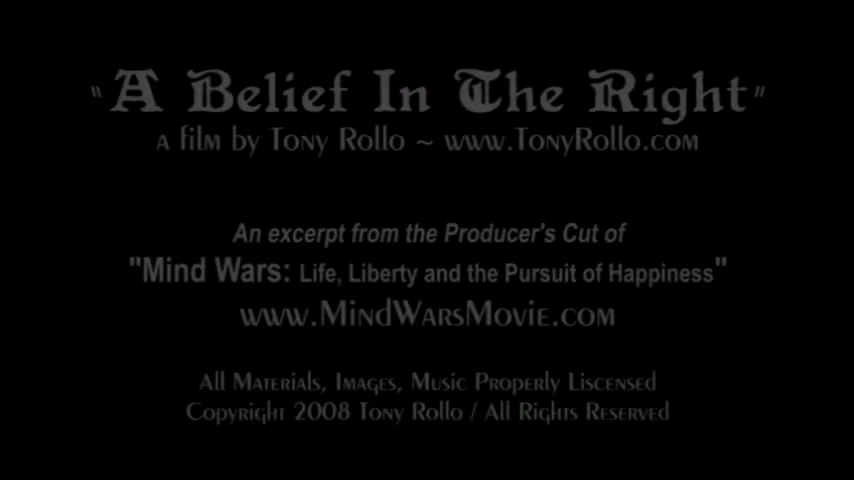 "A Belief In The Right"
A film by Tony Rollo ~ www.TonyRollo.com
An excerpt from the Producer's Cut of
"Mind Wars: Life, Liberty and the Pursuit of Happiness"
www.MindWarsMovie.com
All Materials, Images, Music Properly Liscensed
Copyright 2008 Tony Rollo / All Rights Reserved